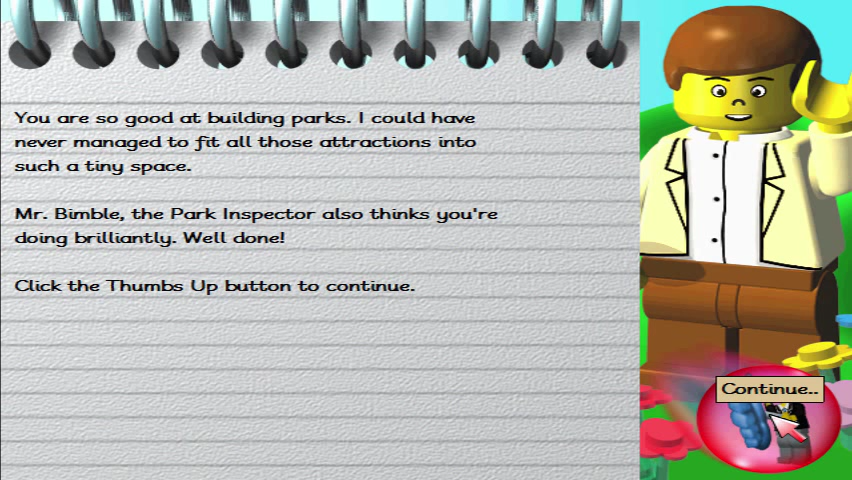 You are so good at building parks. I could have
never managed to fit all those attractions into
such a tiny space.
Mr. Bimble, the Park Inspector also thinks you're
doing brilliantly. Well done!
Click the Thumbs Up button to continue.
Continue..